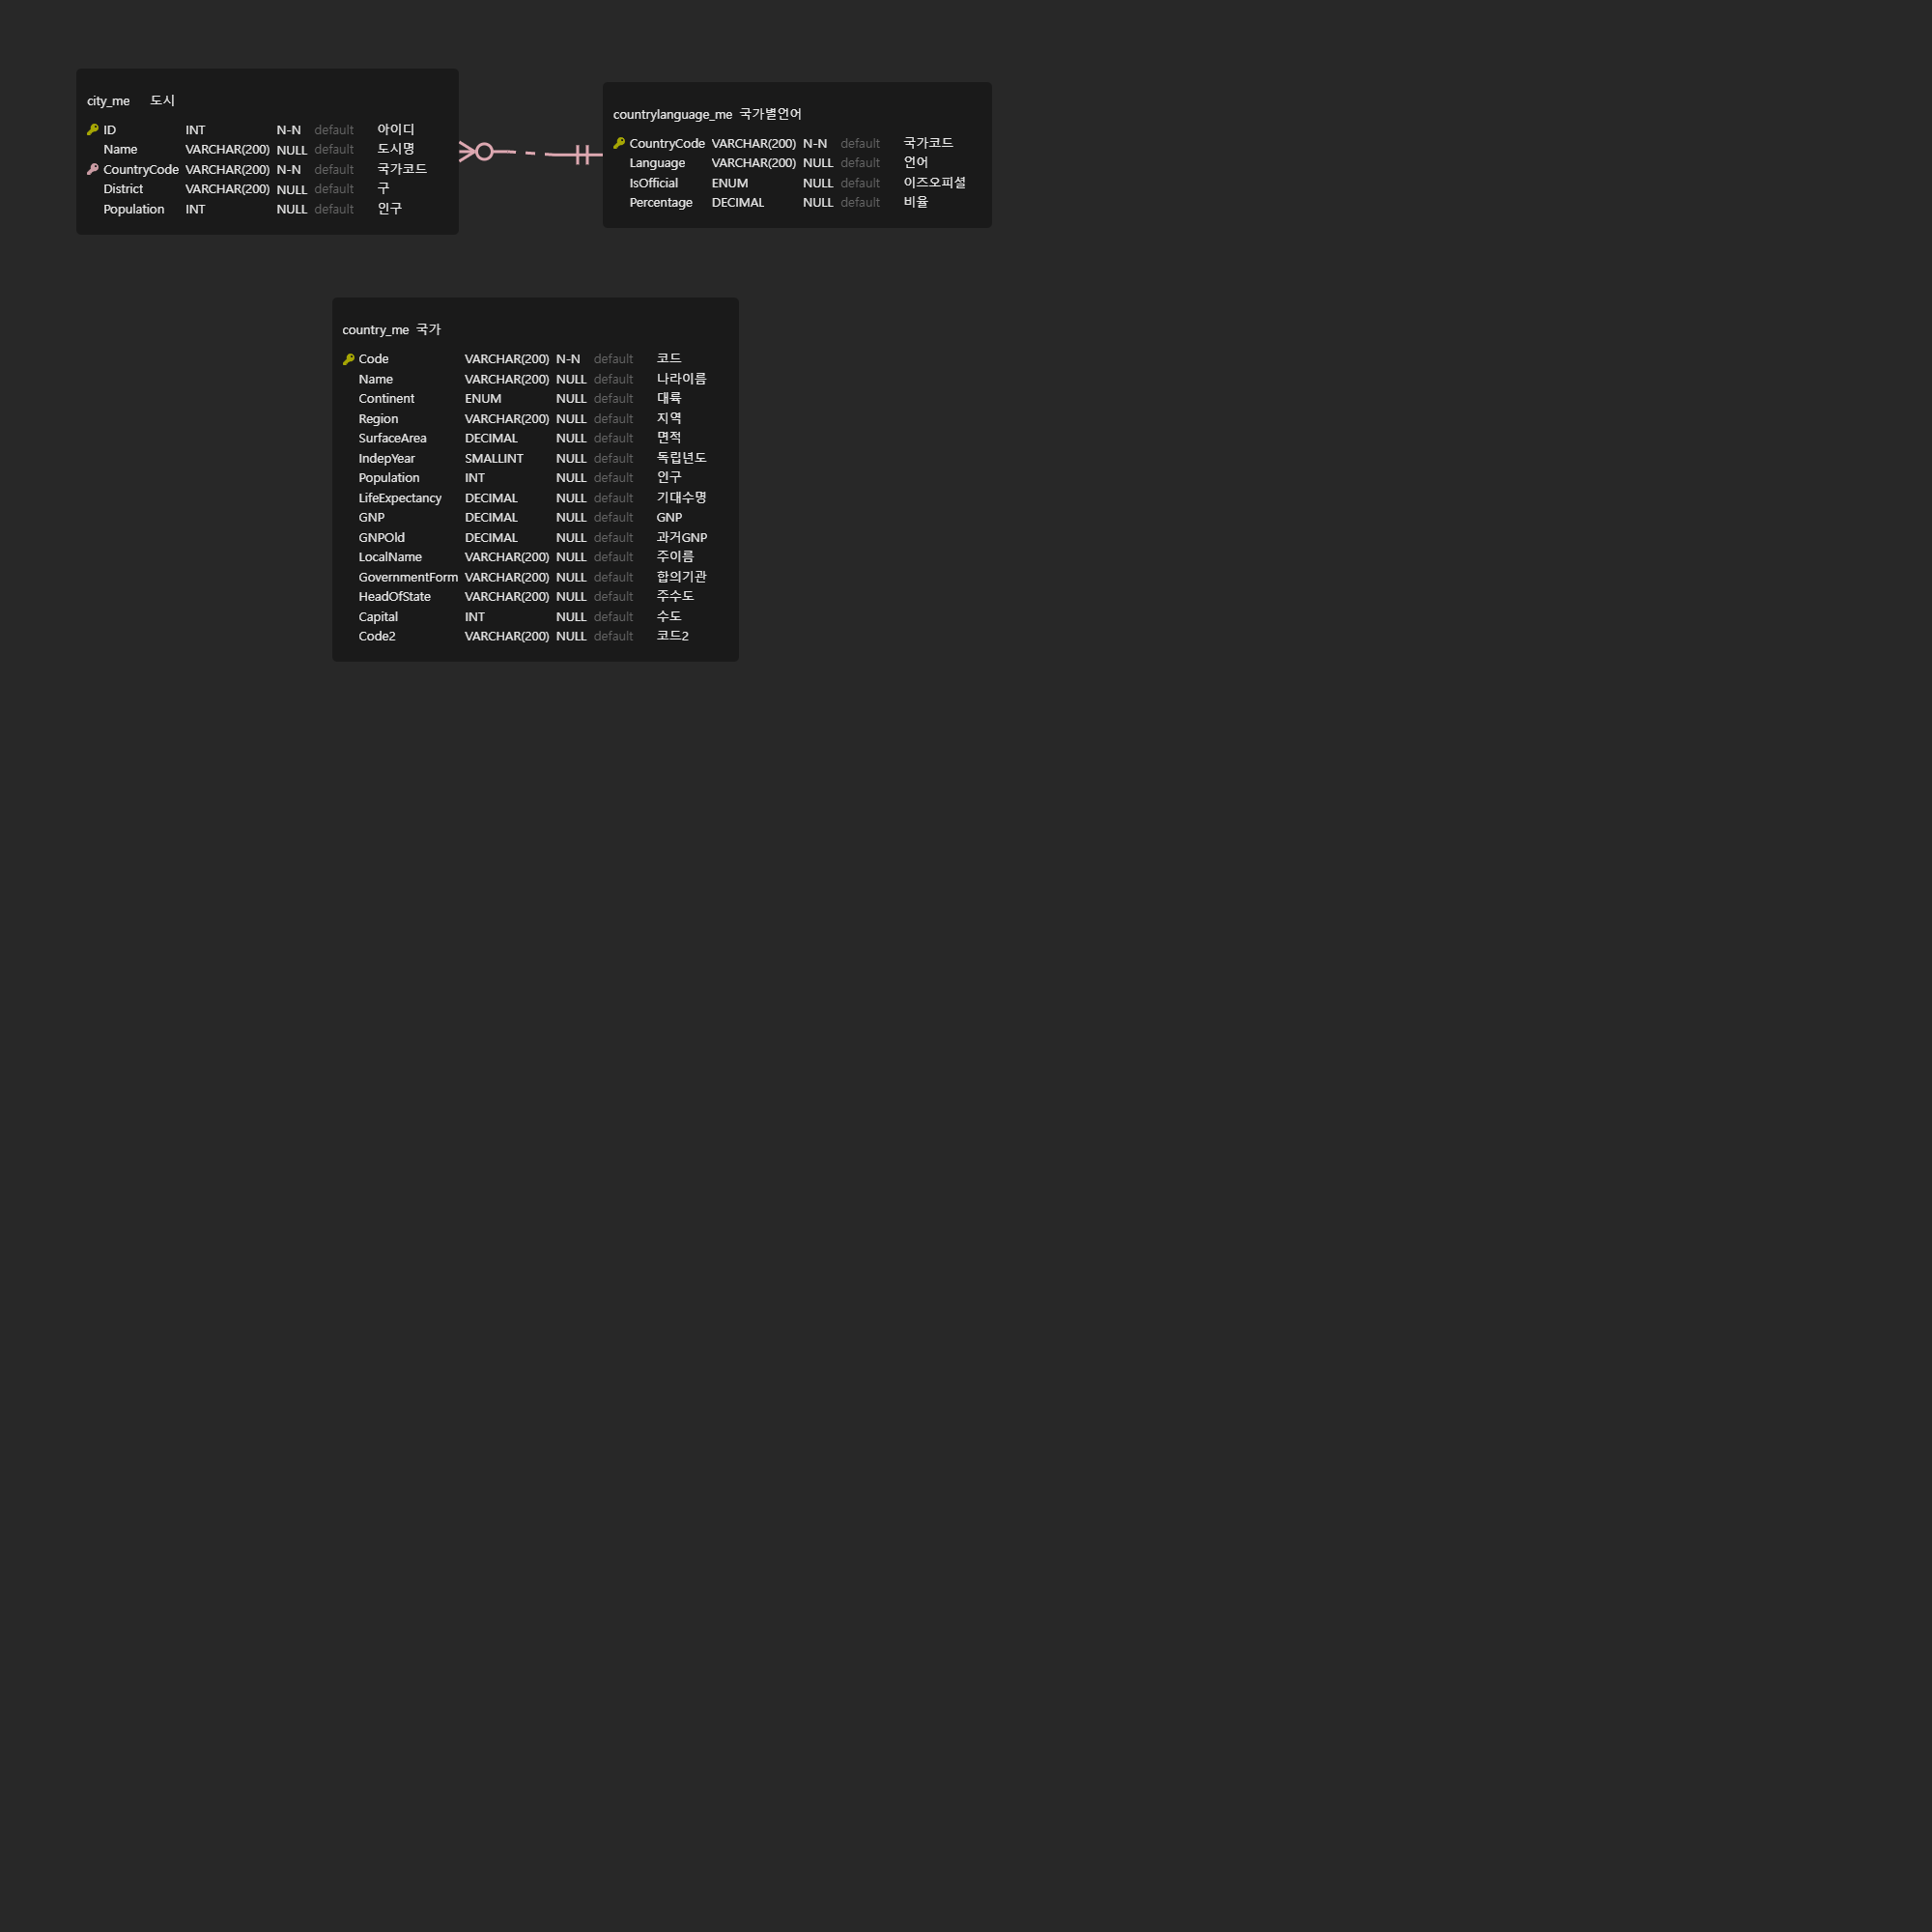 city_me 도시
ID INT N-N default 아이디
Name VARCHAR(200) NULL default 도시명
CountryCode VARCHAR(200) N-N default 국가코드
District VARCHAR(200) NULL default 구
Population INT NULL default 인구
countrylanguage_me 국가별언어
CountryCode VARCHAR(200) N-N default 국가코드
Language VARCHAR(200) NULL default 언어
IsOfficial ENUM NULL default 이즈오피셜
Percentage DECIMAL NULL default 비율
country_me 국가
Code VARCHAR(200) N-N default 코드
Name VARCHAR(200) NULL default 나라이름
Continent ENUM NULL default 대륙
Region VARCHAR(200) NULL default 지역
SurfaceArea DECIMAL NULL default 면적
IndepYear SMALLINT NULL default 독립년도
Population INT NULL default 인구
LifeExpectancy DECIMAL NULL default 기대수명
GNP DECIMAL NULL default GNP
GNPOld DECIMAL NULL default 과거GNP
LocalName VARCHAR(200) NULL default 주이름
GovernmentForm VARCHAR(200) NULL default 합의기관
HeadOfState VARCHAR(200) NULL default 주수도
Capital INT NULL default 수도
Code2 VARCHAR(200) NULL default 코드2